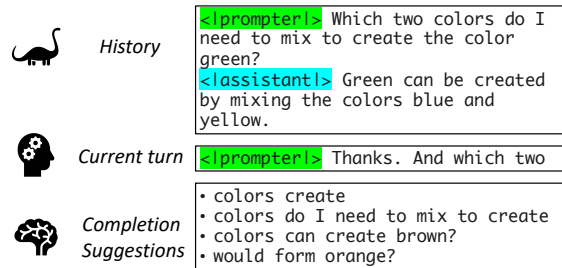 History
<|prompter|> Which two colors do I
need to mix to create the color
green?
<|assistant|> Green can be created
by mixing the colors blue and
yellow.
Current turn
<|prompter|> Thanks. And which two
Completion
Suggestions
• colors create
• colors do I need to mix to create
• colors can create brown?
• would form orange?